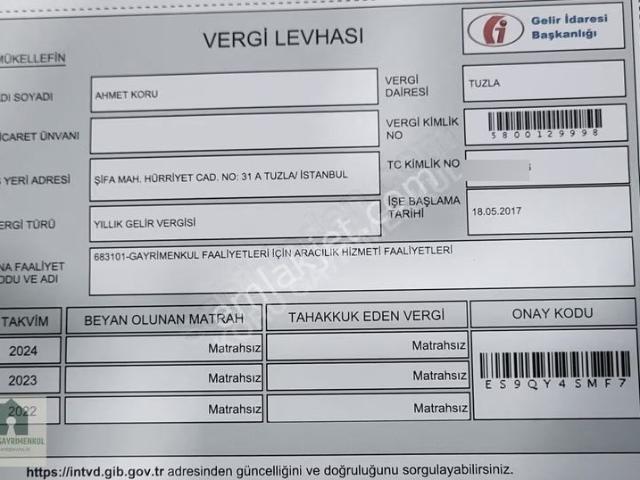 VERGİ LEVHASI
Gelir İdaresi
Başkanlığı
MÜKELLEFİN
ADI SOYADI
AHMET KORU
VERGİ
DAİRESİ
TUZLA
TİCARET ÜNVANI
VERGİ KİMLİK
NO
5800129998
İŞ YERİ ADRESİ
ŞİFA MAH. HÜRRİYET CAD. NO: 31 A TUZLA/ İSTANBUL
TC KİMLİK NO
VERGİ TÜRÜ
YILLIK GELİR VERGİSİ
İŞE BAŞLAMA
TARİHİ
18.05.2017
ANA FAALİYET
KODU VE ADI
683101-GAYRİMENKUL FAALİYETLERİ İÇİN ARACILIK HİZMETİ FAALİYETLERİ
TAKVİM
BEYAN OLUNAN MATRAH
TAHAKKUK EDEN VERGİ
ONAY KODU
2024
Matrahsız
Matrahsız
2023
Matrahsız
Matrahsız
2022
Matrahsız
Matrahsız
ES9QY4SMF7
GAYRİMENKUL
https://intvd.gib.gov.tr adresinden güncelliğini ve doğruluğunu sorgulayabilirsiniz.
emlakjet.com